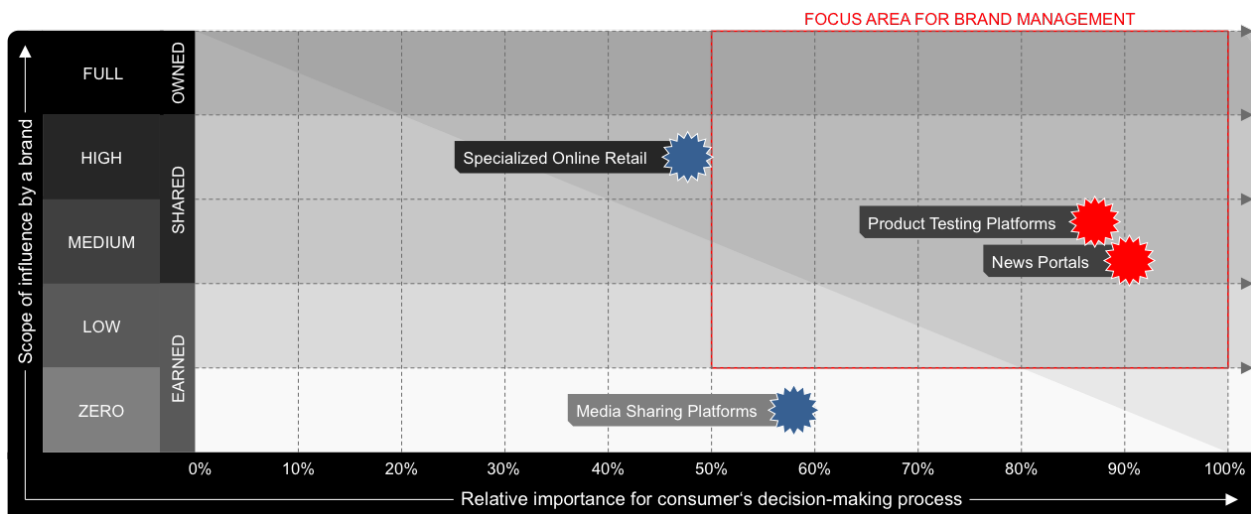 FOCUS AREA FOR BRAND MANAGEMENT
Scope of influence by a brand
FULL
HIGH
MEDIUM
LOW
ZERO
OWNED
SHARED
EARNED
Specialized Online Retail
Product Testing Platforms
News Portals
Media Sharing Platforms
0% 10% 20% 30% 40% 50% 60% 70% 80% 90% 100%
Relative importance for consumer‘s decision-making process